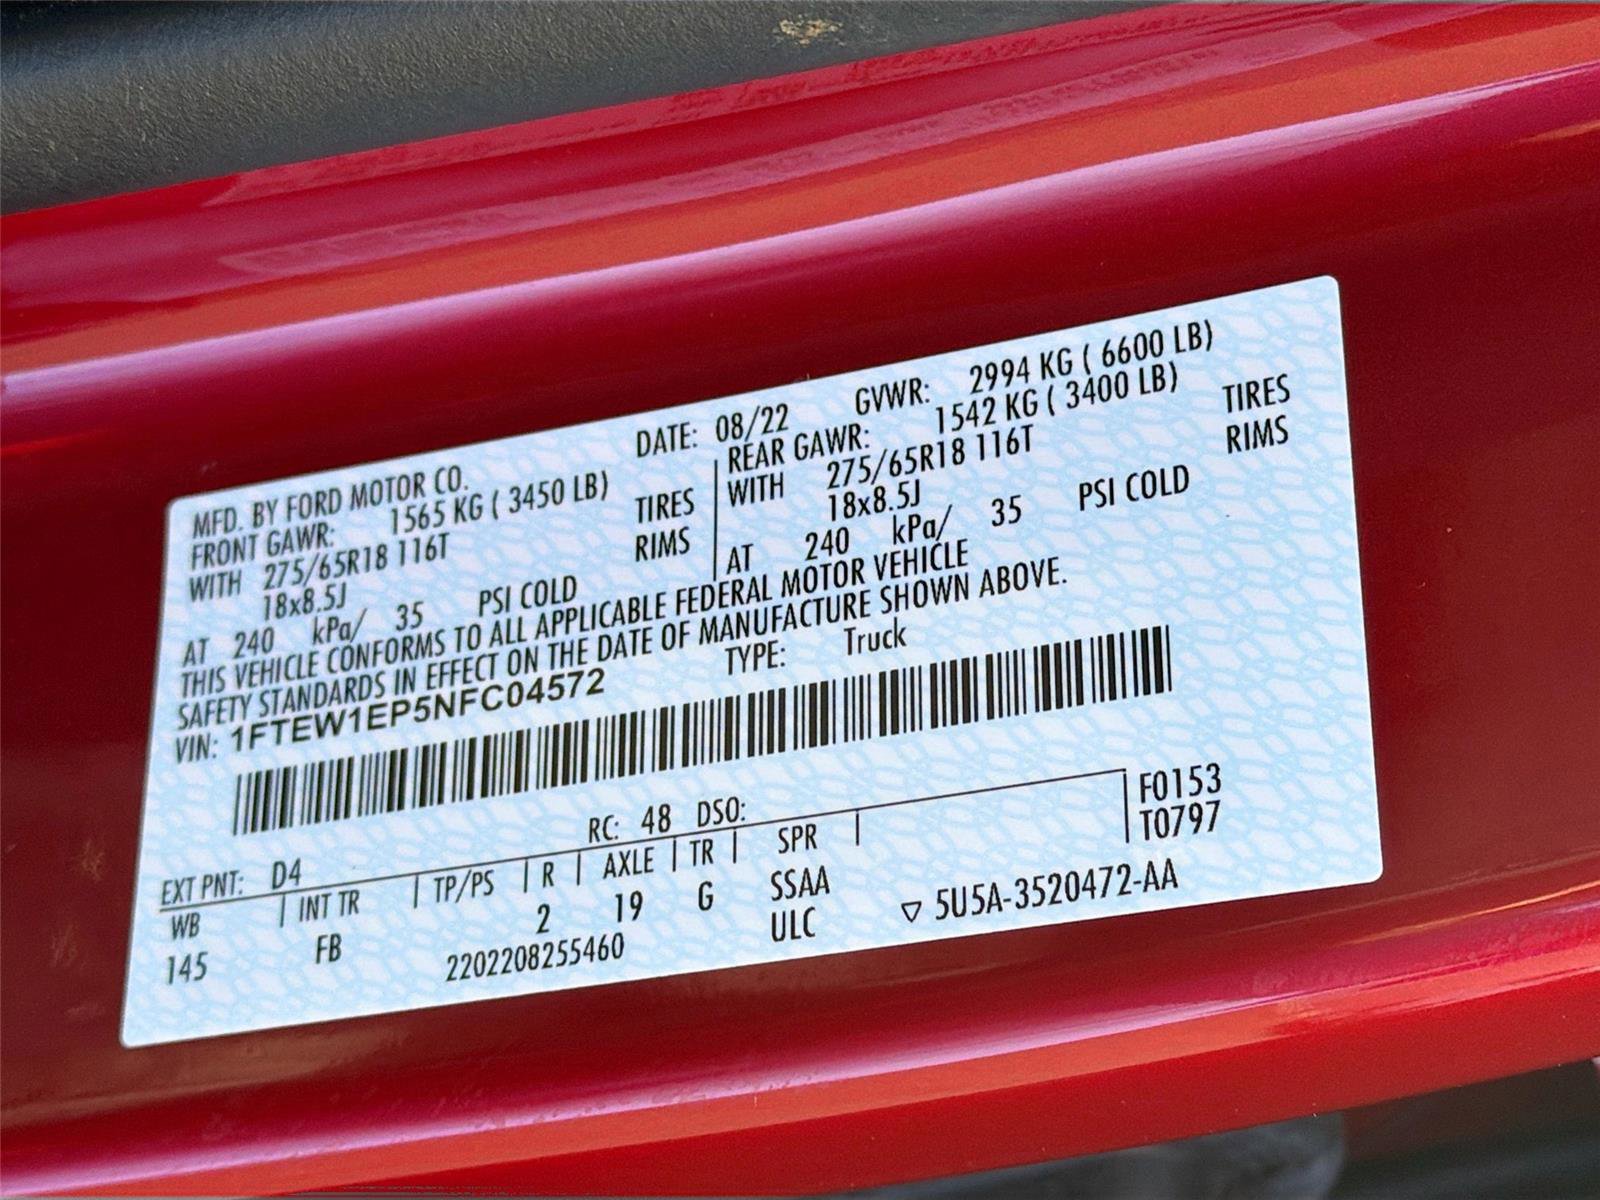 MFD. BY FORD MOTOR CO. DATE: 08/22 GVWR: 2994 KG ( 6600 LB)
FRONT GAWR: 1565 KG ( 3450 LB) REAR GAWR: 1542 KG ( 3400 LB)
WITH 275/65R18 116T TIRES WITH 275/65R18 116T TIRES
18x8.5J RIMS 18x8.5J RIMS
AT 240 kPa/ 35 PSI COLD AT 240 kPa/ 35 PSI COLD
THIS VEHICLE CONFORMS TO ALL APPLICABLE FEDERAL MOTOR VEHICLE
SAFETY STANDARDS IN EFFECT ON THE DATE OF MANUFACTURE SHOWN ABOVE.
VIN: 1FTEW1EP5NFC04572 TYPE: Truck
F0153
T0797
EXT PNT: D4 RC: 48 DSO:
WB INT TR TP/PS R AXLE TR SPR
145 FB 2 19 G SSAA
2202208255460 ULC ▽ 5U5A-3520472-AA